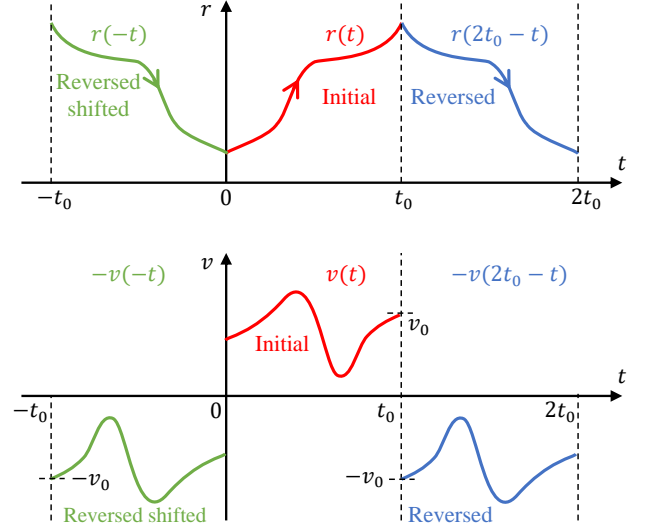 r
r(−t)
r(t)
r(2t₀ − t)
Reversed
shifted
Initial
Reversed
t
−t₀
0
t₀
2t₀
−v(−t)
v
v(t)
−v(2t₀ − t)
v₀
Initial
t
−t₀
0
t₀
2t₀
−v₀
−v₀
Reversed shifted
Reversed